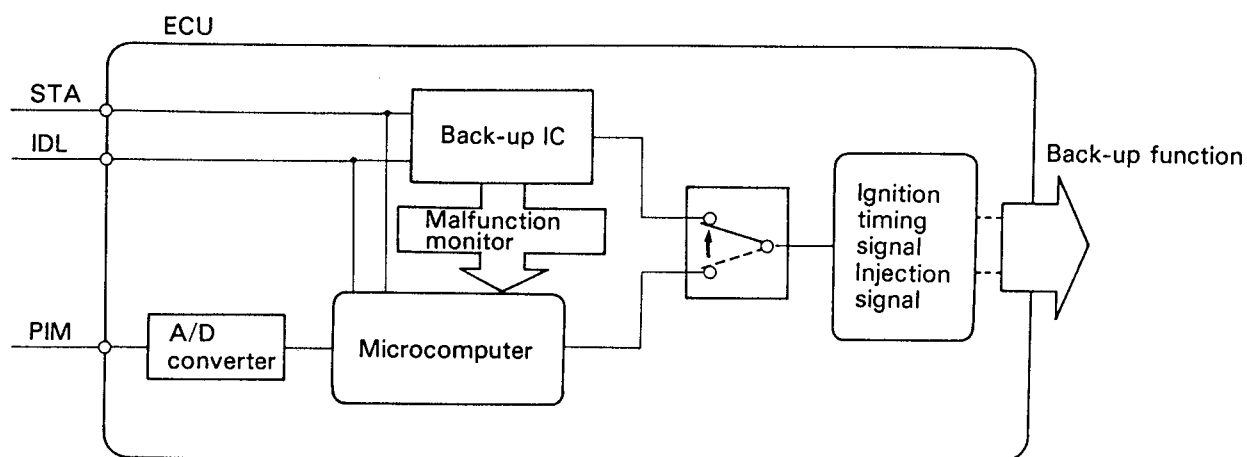 ECU
STA
IDL
Back-up IC
Malfunction
monitor
PIM
A/D
converter
Microcomputer
Ignition
timing
signal
Injection
signal
Back-up function